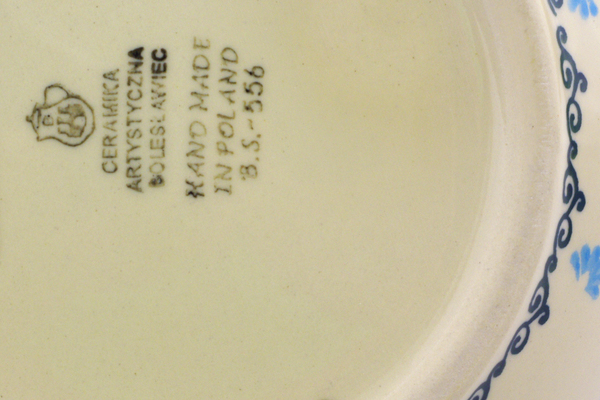 CERAMIKA
ARTYSTYCZNA
BOLESŁAWIEC
HAND MADE
IN POLAND
B.S.-556